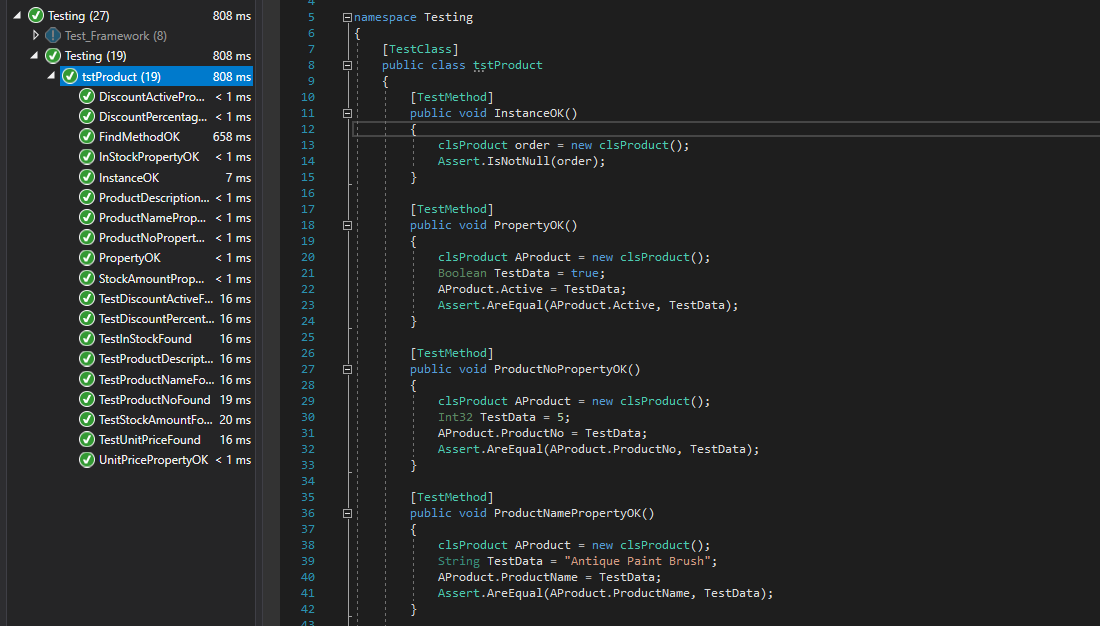 Testing (27) 808 ms
Test_Framework (8)
Testing (19) 808 ms
tstProduct (19) 808 ms
DiscountActivePro... < 1 ms
DiscountPercentag... < 1 ms
FindMethodOK 658 ms
InStockPropertyOK < 1 ms
InstanceOK 7 ms
ProductDescription... < 1 ms
ProductNameProp... < 1 ms
ProductNoPropert... < 1 ms
PropertyOK < 1 ms
StockAmountProp... < 1 ms
TestDiscountActiveF... 16 ms
TestDiscountPercent... 16 ms
TestInStockFound 16 ms
TestProductDescript... 16 ms
TestProductNameFo... 16 ms
TestProductNoFound 19 ms
TestStockAmountFo... 20 ms
TestUnitPriceFound 16 ms
UnitPricePropertyOK < 1 ms
4
5 namespace Testing
6 {
7 [TestClass]
8 public class tstProduct
9 {
10 [TestMethod]
11 public void InstanceOK()
12 {
13 clsProduct order = new clsProduct();
14 Assert.IsNotNull(order);
15 }
16
17 [TestMethod]
18 public void PropertyOK()
19 {
20 clsProduct AProduct = new clsProduct();
21 Boolean TestData = true;
22 AProduct.Active = TestData;
23 Assert.AreEqual(AProduct.Active, TestData);
24 }
25
26 [TestMethod]
27 public void ProductNoPropertyOK()
28 {
29 clsProduct AProduct = new clsProduct();
30 Int32 TestData = 5;
31 AProduct.ProductNo = TestData;
32 Assert.AreEqual(AProduct.ProductNo, TestData);
33 }
34
35 [TestMethod]
36 public void ProductNamePropertyOK()
37 {
38 clsProduct AProduct = new clsProduct();
39 String TestData = "Antique Paint Brush";
40 AProduct.ProductName = TestData;
41 Assert.AreEqual(AProduct.ProductName, TestData);
42 }
43